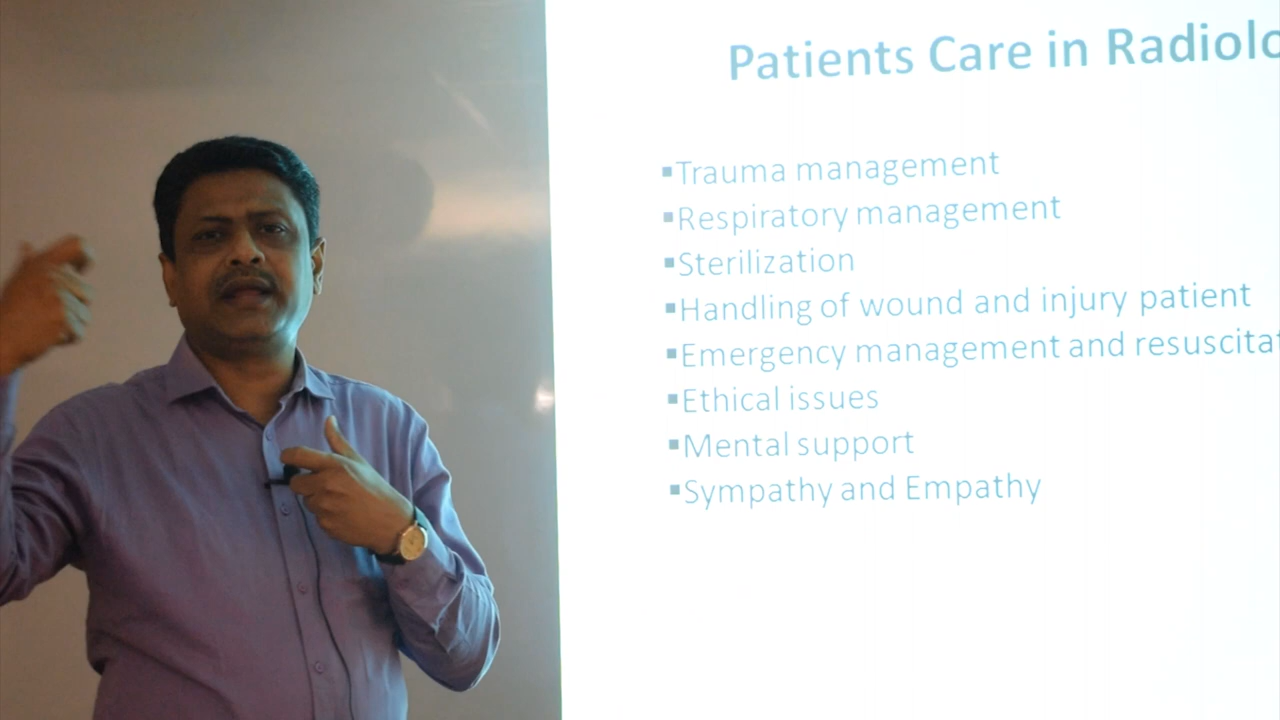 Patients Care in Radiolo
▪Trauma management
▪Respiratory management
▪Sterilization
▪Handling of wound and injury patient
▪Emergency management and resuscitat
▪Ethical issues
▪Mental support
▪Sympathy and Empathy